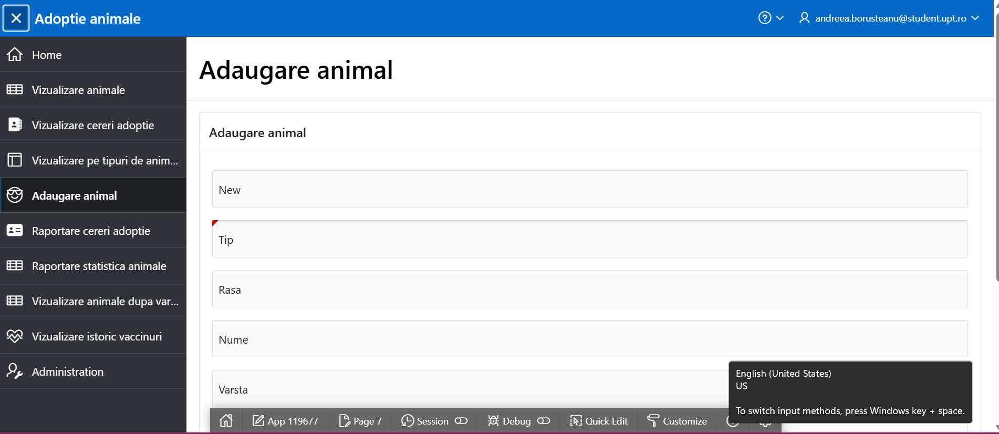 Adoptie animale
andreea.borusteanu@student.upt.ro
Home
Vizualizare animale
Vizualizare cereri adoptie
Vizualizare pe tipuri de anim...
Adaugare animal
Raportare cereri adoptie
Raportare statistica animale
Vizualizare animale dupa var...
Vizualizare istoric vaccinuri
Administration
Adaugare animal
Adaugare animal
New
Tip
Rasa
Nume
Varsta
English (United States)
US
To switch input methods, press Windows key + space.
App 119677
Page 7
Session
Debug
Quick Edit
Customize